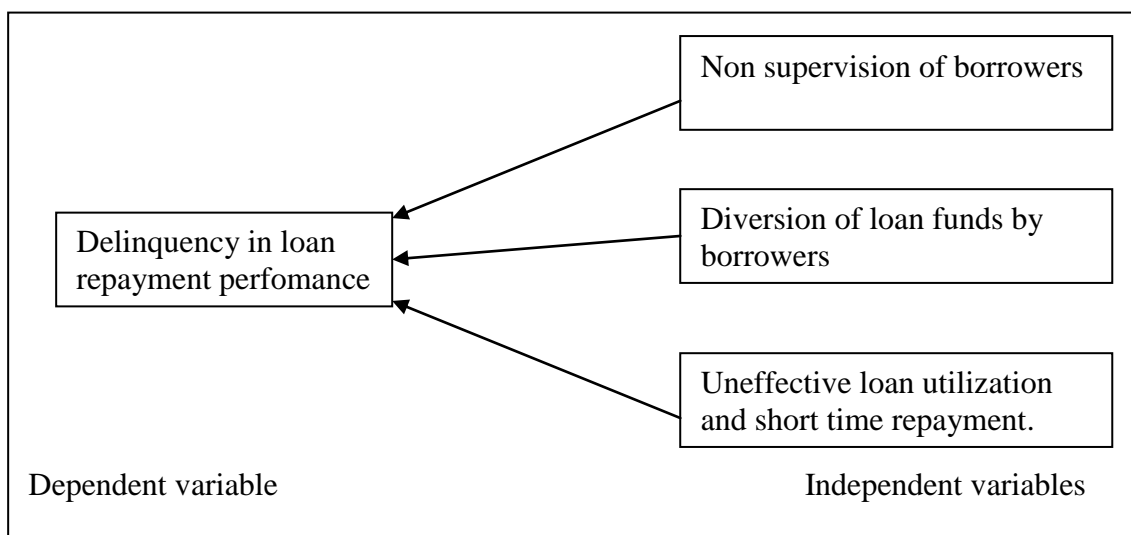 Non supervision of borrowers
Delinquency in loan
repayment perfomance
Diversion of loan funds by
borrowers
Uneffective loan utilization
and short time repayment.
Dependent variable
Independent variables